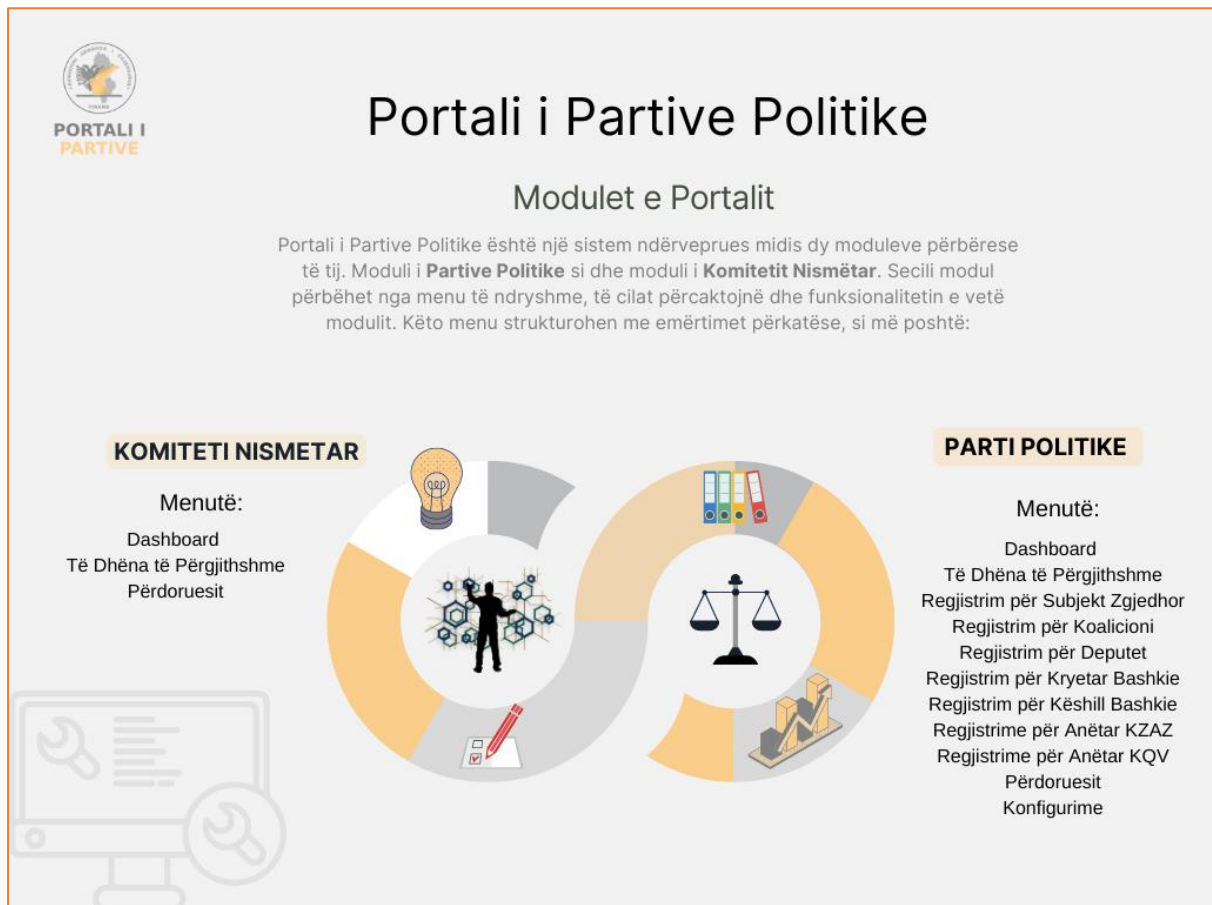 PORTALI I
PARTIVE
Portali i Partive Politike
Modulet e Portalit
Portali i Partive Politike është një sistem ndërveprues midis dy moduleve përbërese
të tij. Moduli i Partive Politike si dhe moduli i Komitetit Nismëtar. Secili modul
përbëhet nga menu të ndryshme, të cilat përcaktojnë dhe funksionalitetin e vetë
modulit. Këto menu strukturohen me emërtimet përkatëse, si më poshtë:
KOMITETI NISMETAR
Menutë:
Dashboard
Të Dhëna të Përgjithshme
Përdoruesit
PARTI POLITIKE
Menutë:
Dashboard
Të Dhëna të Përgjithshme
Regjistrim për Subjekt Zgjedhor
Regjistrim për Koalicioni
Regjistrim për Deputet
Regjistrim për Kryetar Bashkie
Regjistrim për Këshill Bashkie
Regjistrime për Anëtar KZAZ
Regjistrime për Anëtar KQV
Përdoruesit
Konfigurime